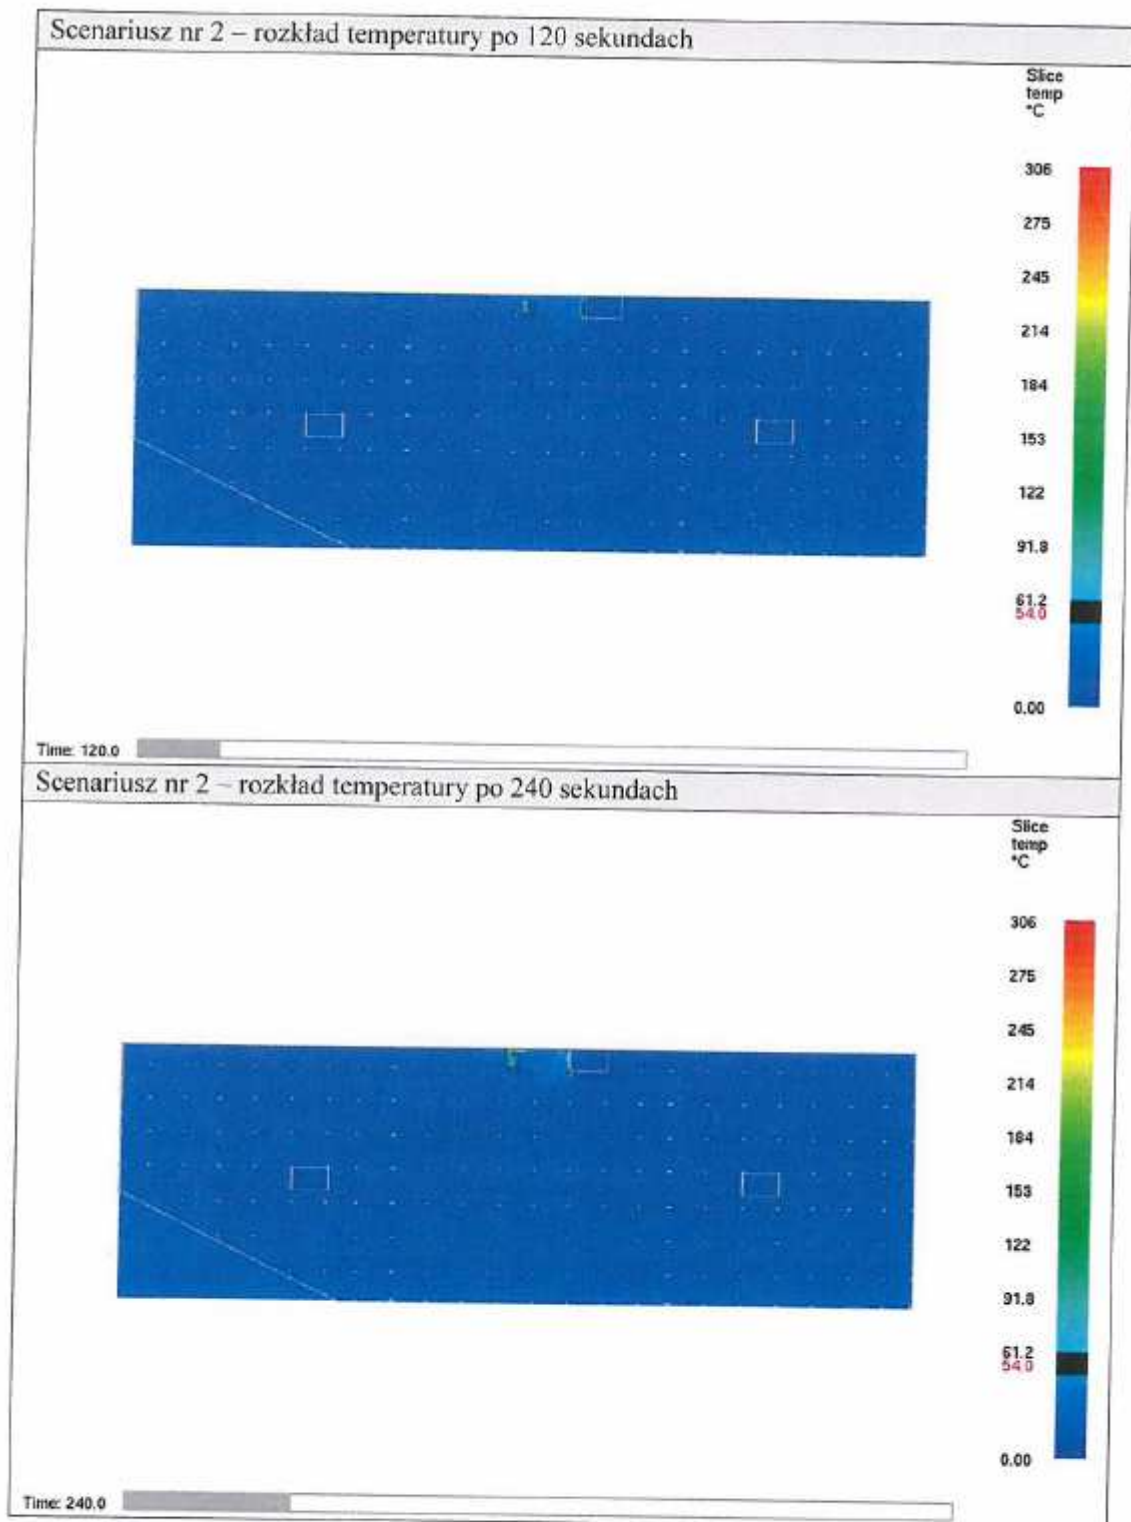 Scenariusz nr 2 – rozkład temperatury po 120 sekundach
Slice
temp
°C
306
275
245
214
184
153
122
91.8
61.2
54.0
0.00
Time: 120.0
Scenariusz nr 2 – rozkład temperatury po 240 sekundach
Slice
temp
°C
306
275
245
214
184
153
122
91.8
61.2
54.0
0.00
Time: 240.0